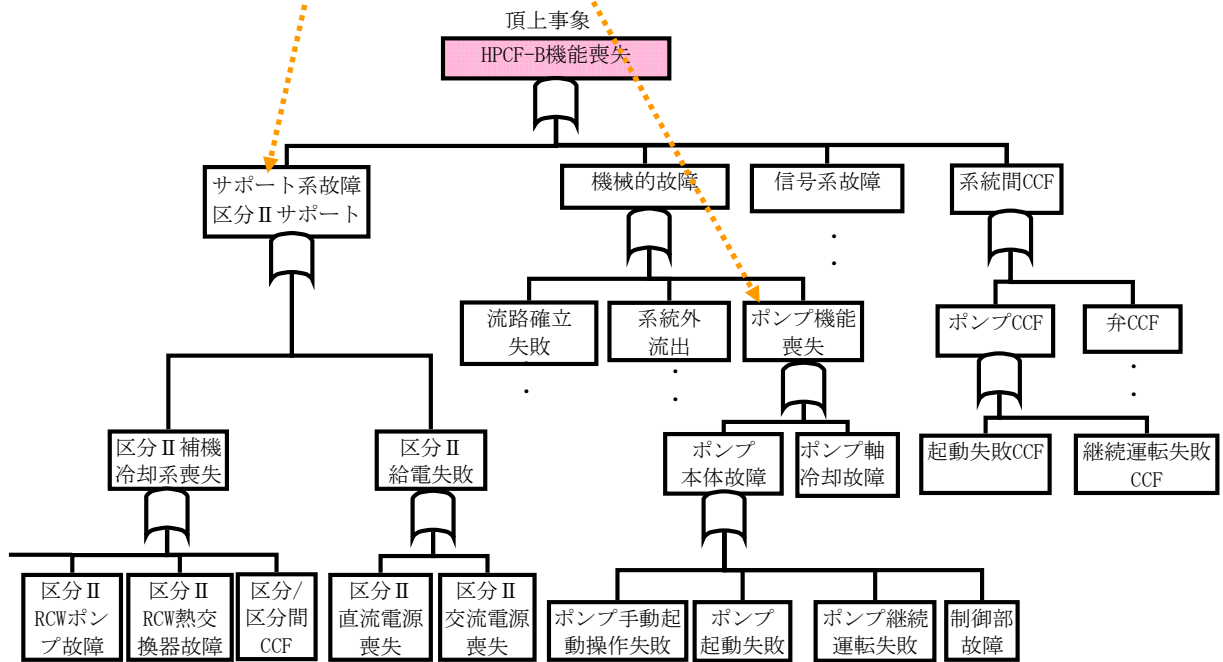 頂上事象
HPCF-B機能喪失
サポート系故障
区分Ⅱサポート
機械的故障
信号系故障
系統間CCF
流路確立
失敗
系統外
流出
ポンプ機能
喪失
ポンプCCF
弁CCF
区分Ⅱ補機
冷却系喪失
区分Ⅱ
給電失敗
ポンプ
本体故障
ポンプ軸
冷却故障
起動失敗CCF
継続運転失敗
CCF
区分Ⅱ
RCWポン
プ故障
区分Ⅱ
RCW熱交
換器故障
区分/
区分間
CCF
区分Ⅱ
直流電源
喪失
区分Ⅱ
交流電源
喪失
ポンプ手動起
動操作失敗
ポンプ
起動失敗
ポンプ継続
運転失敗
制御部
故障